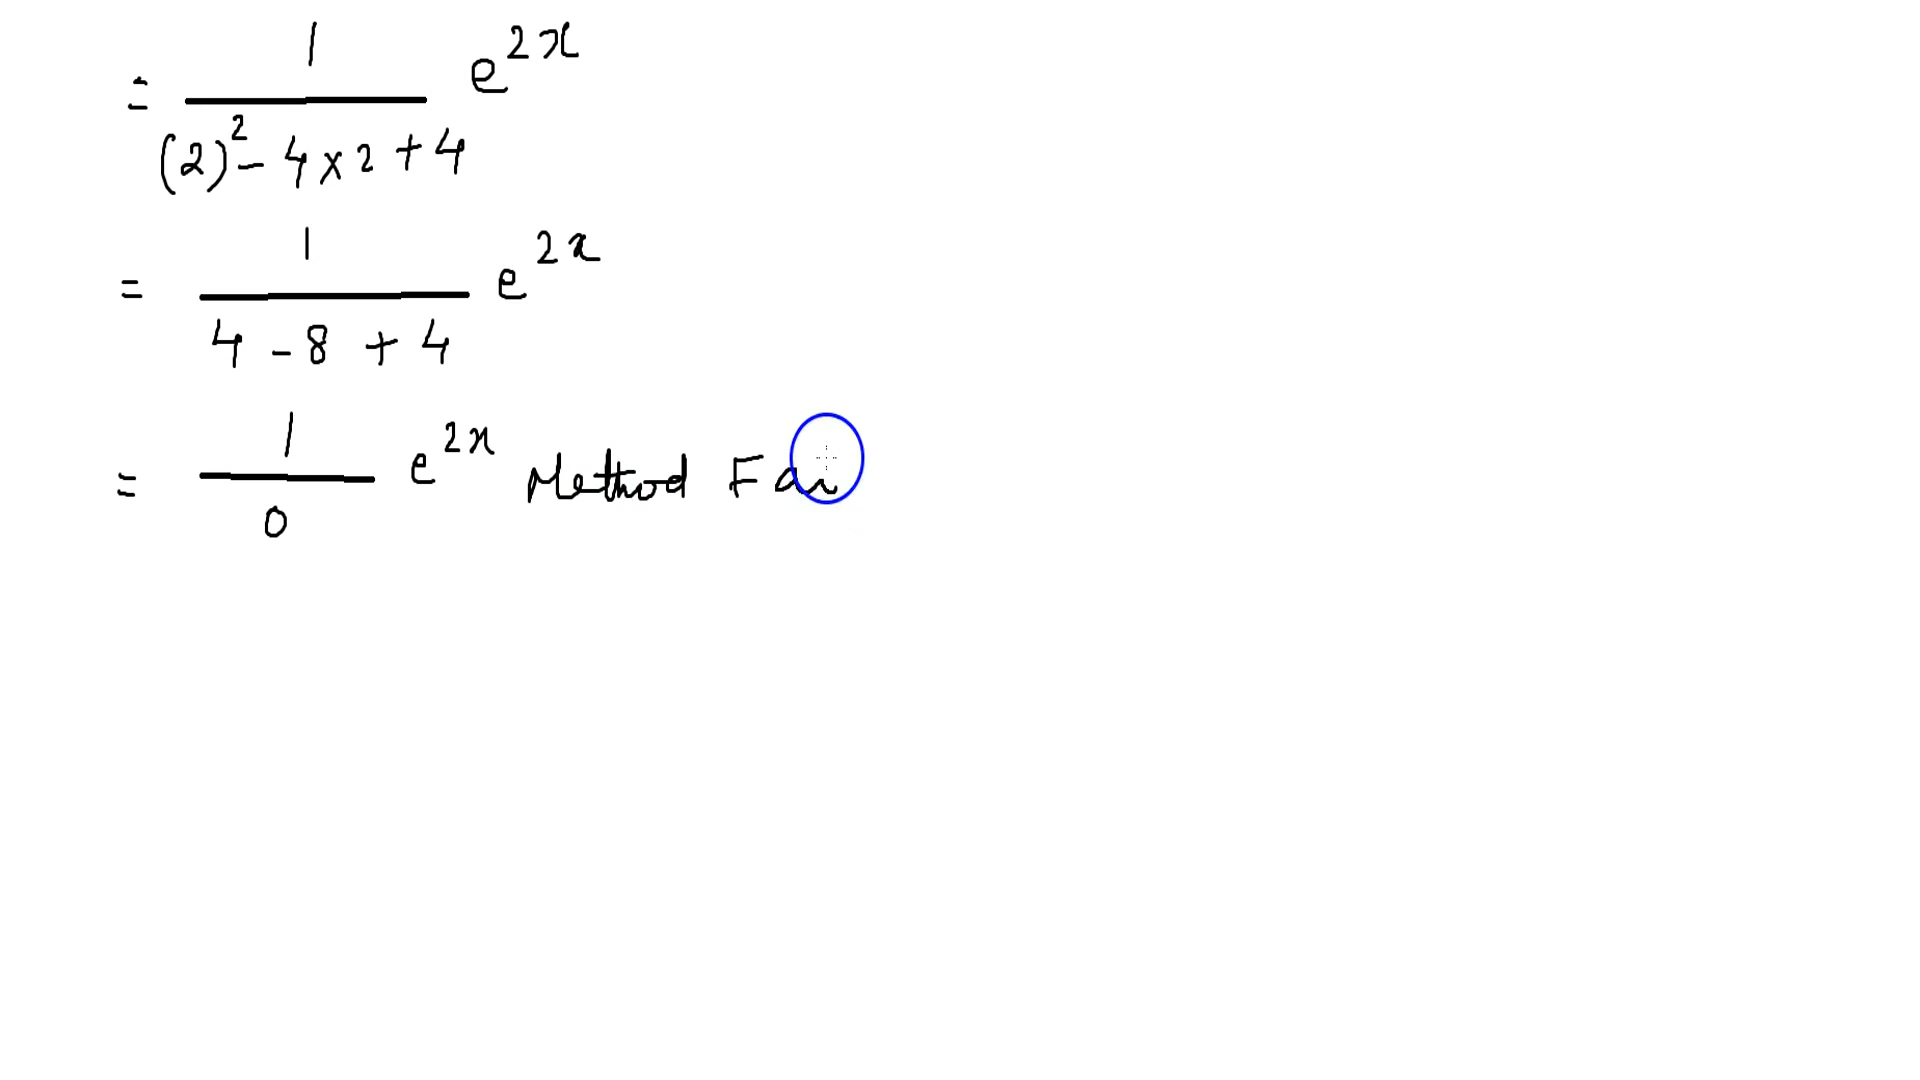 = 1 / ((2)² - 4 × 2 + 4) e^{2x}
= 1 / (4 - 8 + 4) e^{2x}
= 1 / 0 e^{2x} Method Fai